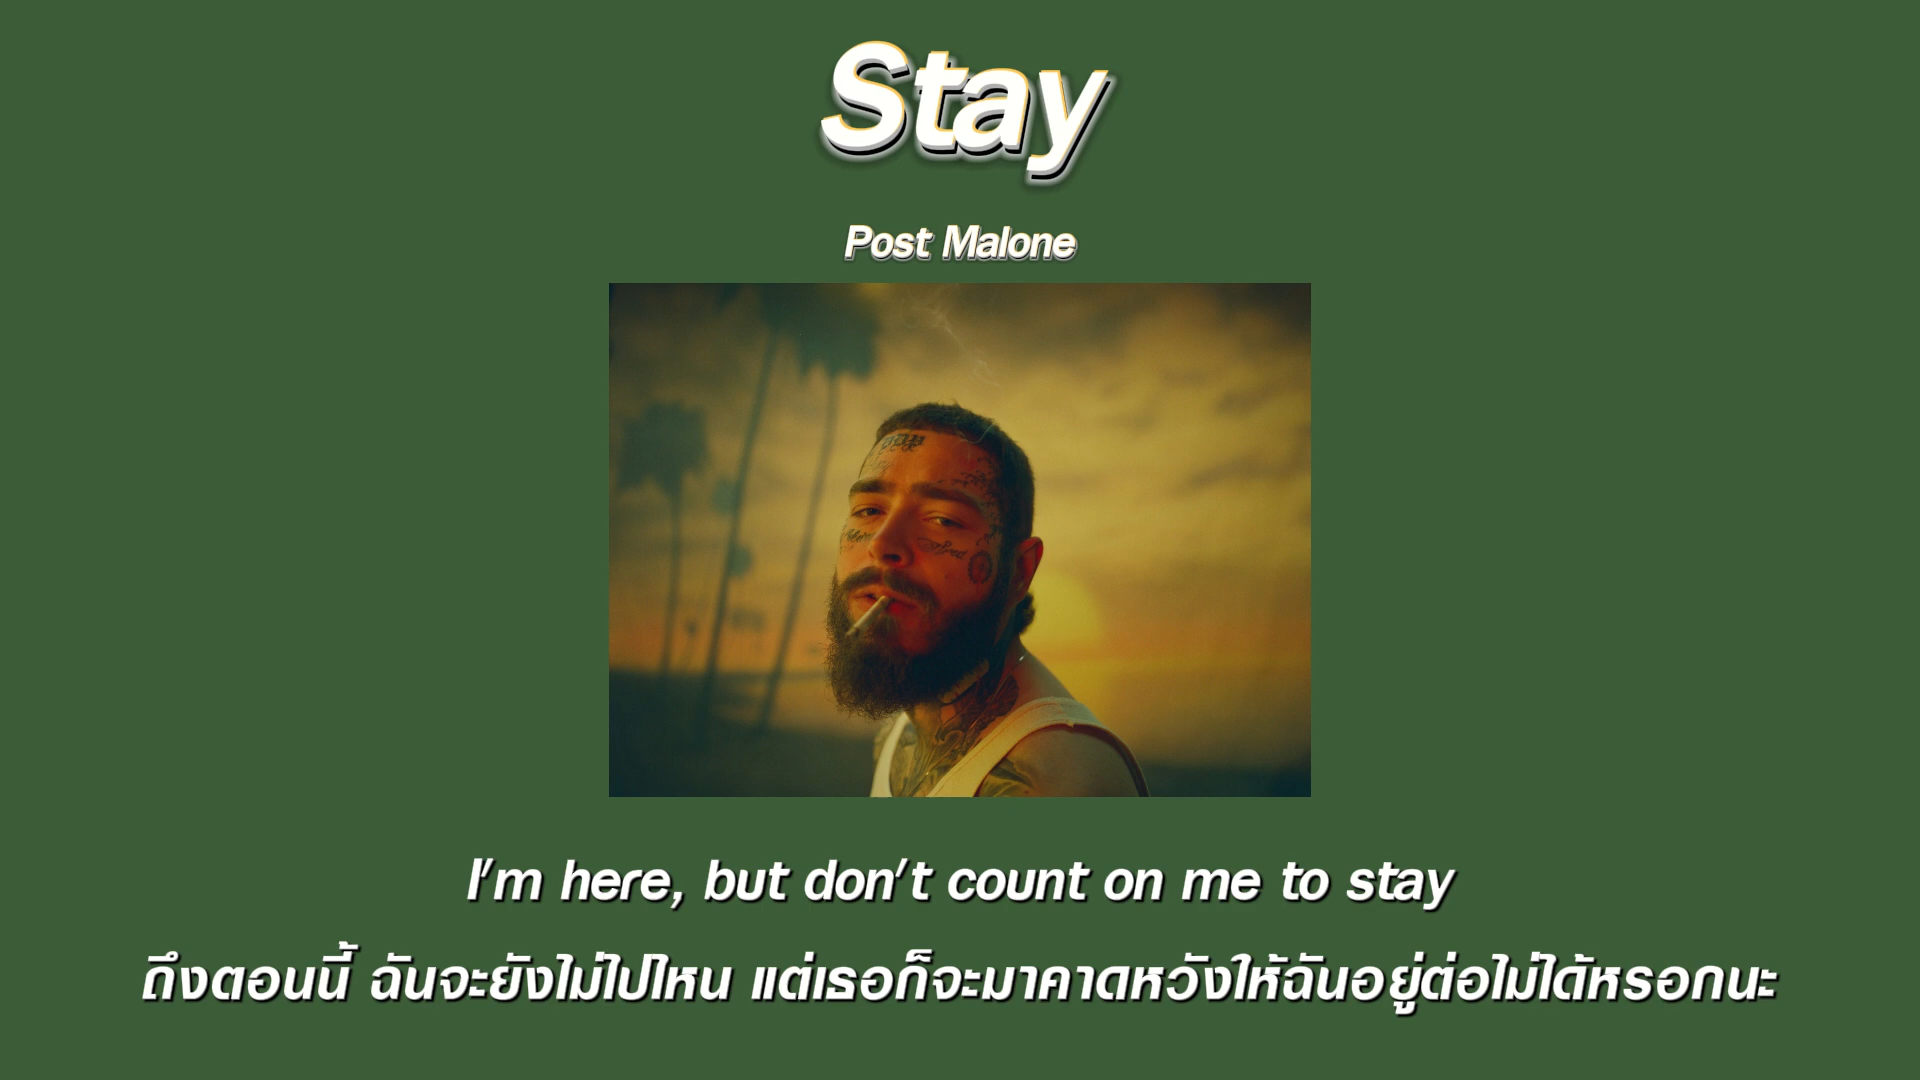 Stay
Post Malone
I'm here, but don't count on me to stay
ถึงตอนนี้ ฉันจะยังไม่ไปไหน แต่เธอก็จะมาคาดหวังให้ฉันอยู่ต่อไม่ได้หรอกนะ